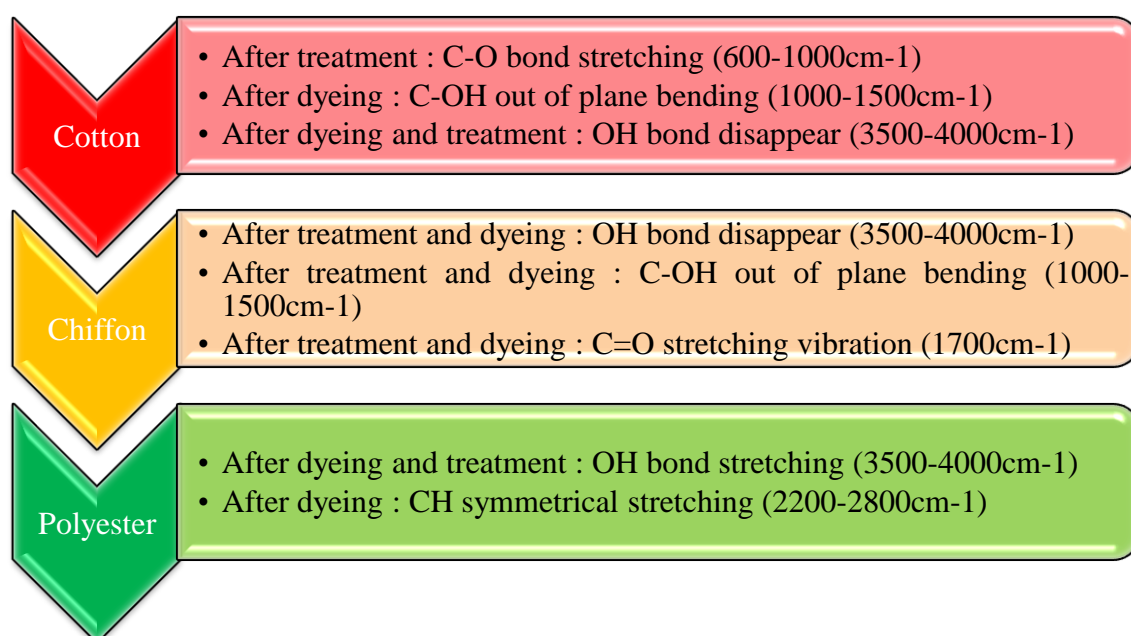 Cotton
• After treatment : C-O bond stretching (600-1000cm-1)
• After dyeing : C-OH out of plane bending (1000-1500cm-1)
• After dyeing and treatment : OH bond disappear (3500-4000cm-1)
Chiffon
• After treatment and dyeing : OH bond disappear (3500-4000cm-1)
• After treatment and dyeing : C-OH out of plane bending (1000-
1500cm-1)
• After treatment and dyeing : C=O stretching vibration (1700cm-1)
Polyester
• After dyeing and treatment : OH bond stretching (3500-4000cm-1)
• After dyeing : CH symmetrical stretching (2200-2800cm-1)